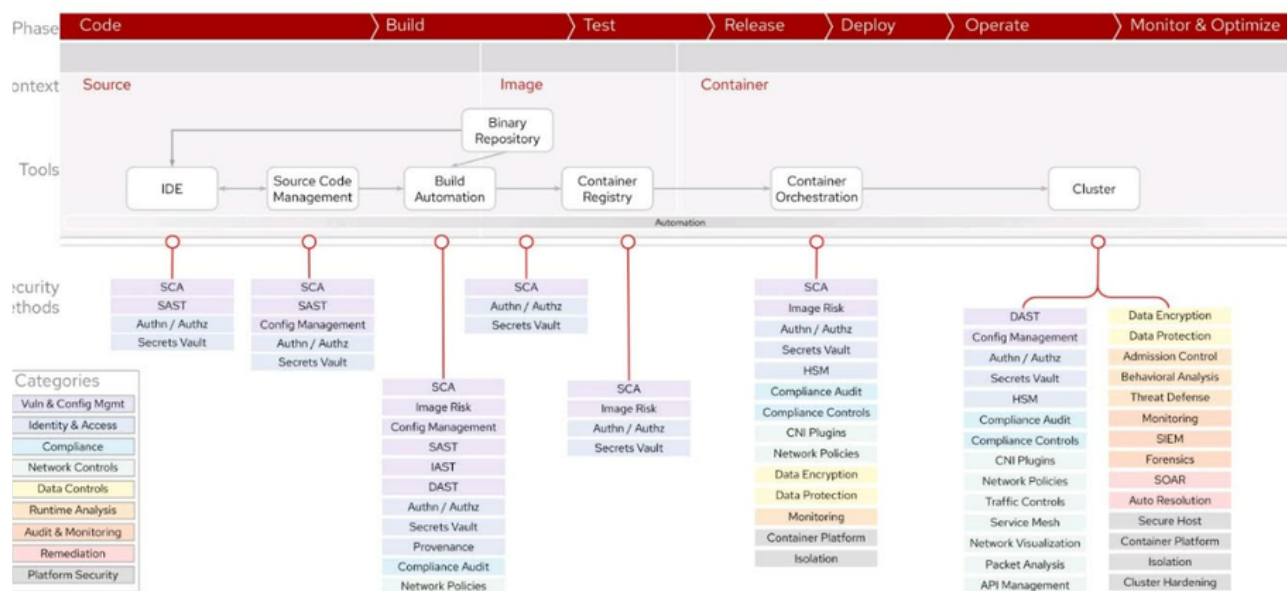 Phase
Code
Build
Test
Release
Deploy
Operate
Monitor & Optimize
ontext
Source
Image
Container
Tools
Binary
Repository
IDE
Source Code
Management
Build
Automation
Container
Registry
Container
Orchestration
Cluster
Automation
ecurity
ethods
SCA
SAST
Authn / Authz
Secrets Vault
SCA
SAST
Config Management
Authn / Authz
Secrets Vault
SCA
Image Risk
Config Management
SAST
IAST
DAST
Authn / Authz
Secrets Vault
Provenance
Compliance Audit
Network Policies
SCA
Authn / Authz
Secrets Vault
SCA
Image Risk
Authn / Authz
Secrets Vault
SCA
Image Risk
Authn / Authz
Secrets Vault
HSM
Compliance Audit
Compliance Controls
CNI Plugins
Network Policies
Data Encryption
Data Protection
Monitoring
Container Platform
Isolation
DAST
Config Management
Authn / Authz
Secrets Vault
HSM
Compliance Audit
Compliance Controls
CNI Plugins
Network Policies
Traffic Controls
Service Mesh
Network Visualization
Packet Analysis
API Management
Data Encryption
Data Protection
Admission Control
Behavioral Analysis
Threat Defense
Monitoring
SIEM
Forensics
SOAR
Auto Resolution
Secure Host
Container Platform
Isolation
Cluster Hardening
Categories
Vuln & Config Mgmt
Identity & Access
Compliance
Network Controls
Data Controls
Runtime Analysis
Audit & Monitoring
Remediation
Platform Security